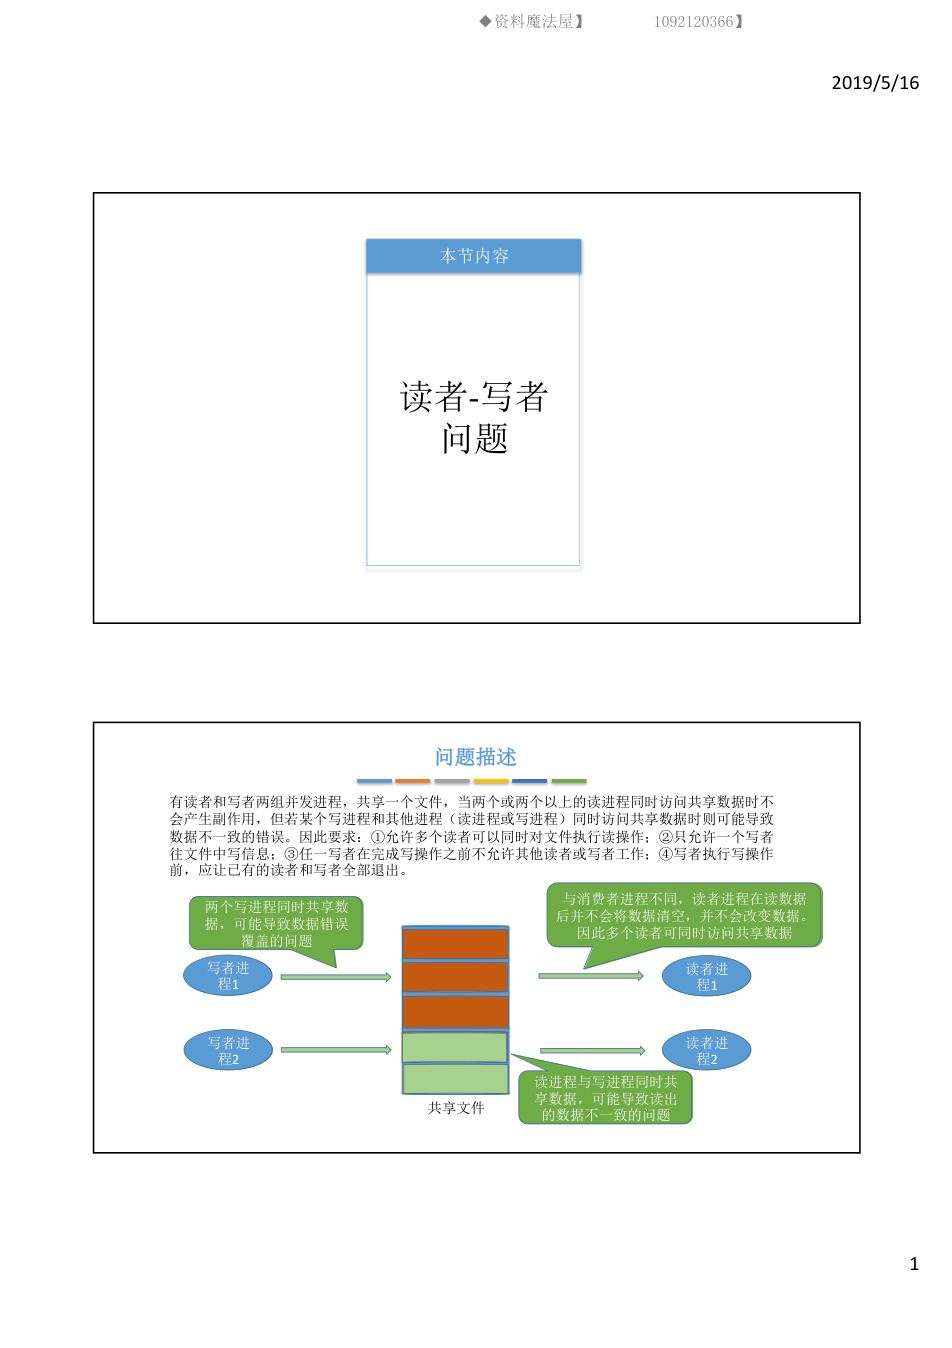 ◆资料魔法屋】 1092120366】
2019/5/16
本节内容
读者-写者
问题
问题描述
有读者和写者两组并发进程，共享一个文件，当两个或两个以上的读进程同时访问共享数据时不
会产生副作用，但若某个写进程和其他进程（读进程或写进程）同时访问共享数据时则可能导致
数据不一致的错误。因此要求：①允许多个读者可以同时对文件执行读操作；②只允许一个写者
往文件中写信息；③任一写者在完成写操作之前不允许其他读者或写者工作；④写者执行写操作
前，应让已有的读者和写者全部退出。
两个写进程同时共享数
据，可能导致数据错误
覆盖的问题
与消费者进程不同，读者进程在读数据
后并不会将数据清空，并不会改变数据。
因此多个读者可同时访问共享数据
写者进
程1
读者进
程1
写者进
程2
读者进
程2
读进程与写进程同时共
享数据，可能导致读出
的数据不一致的问题
共享文件
1